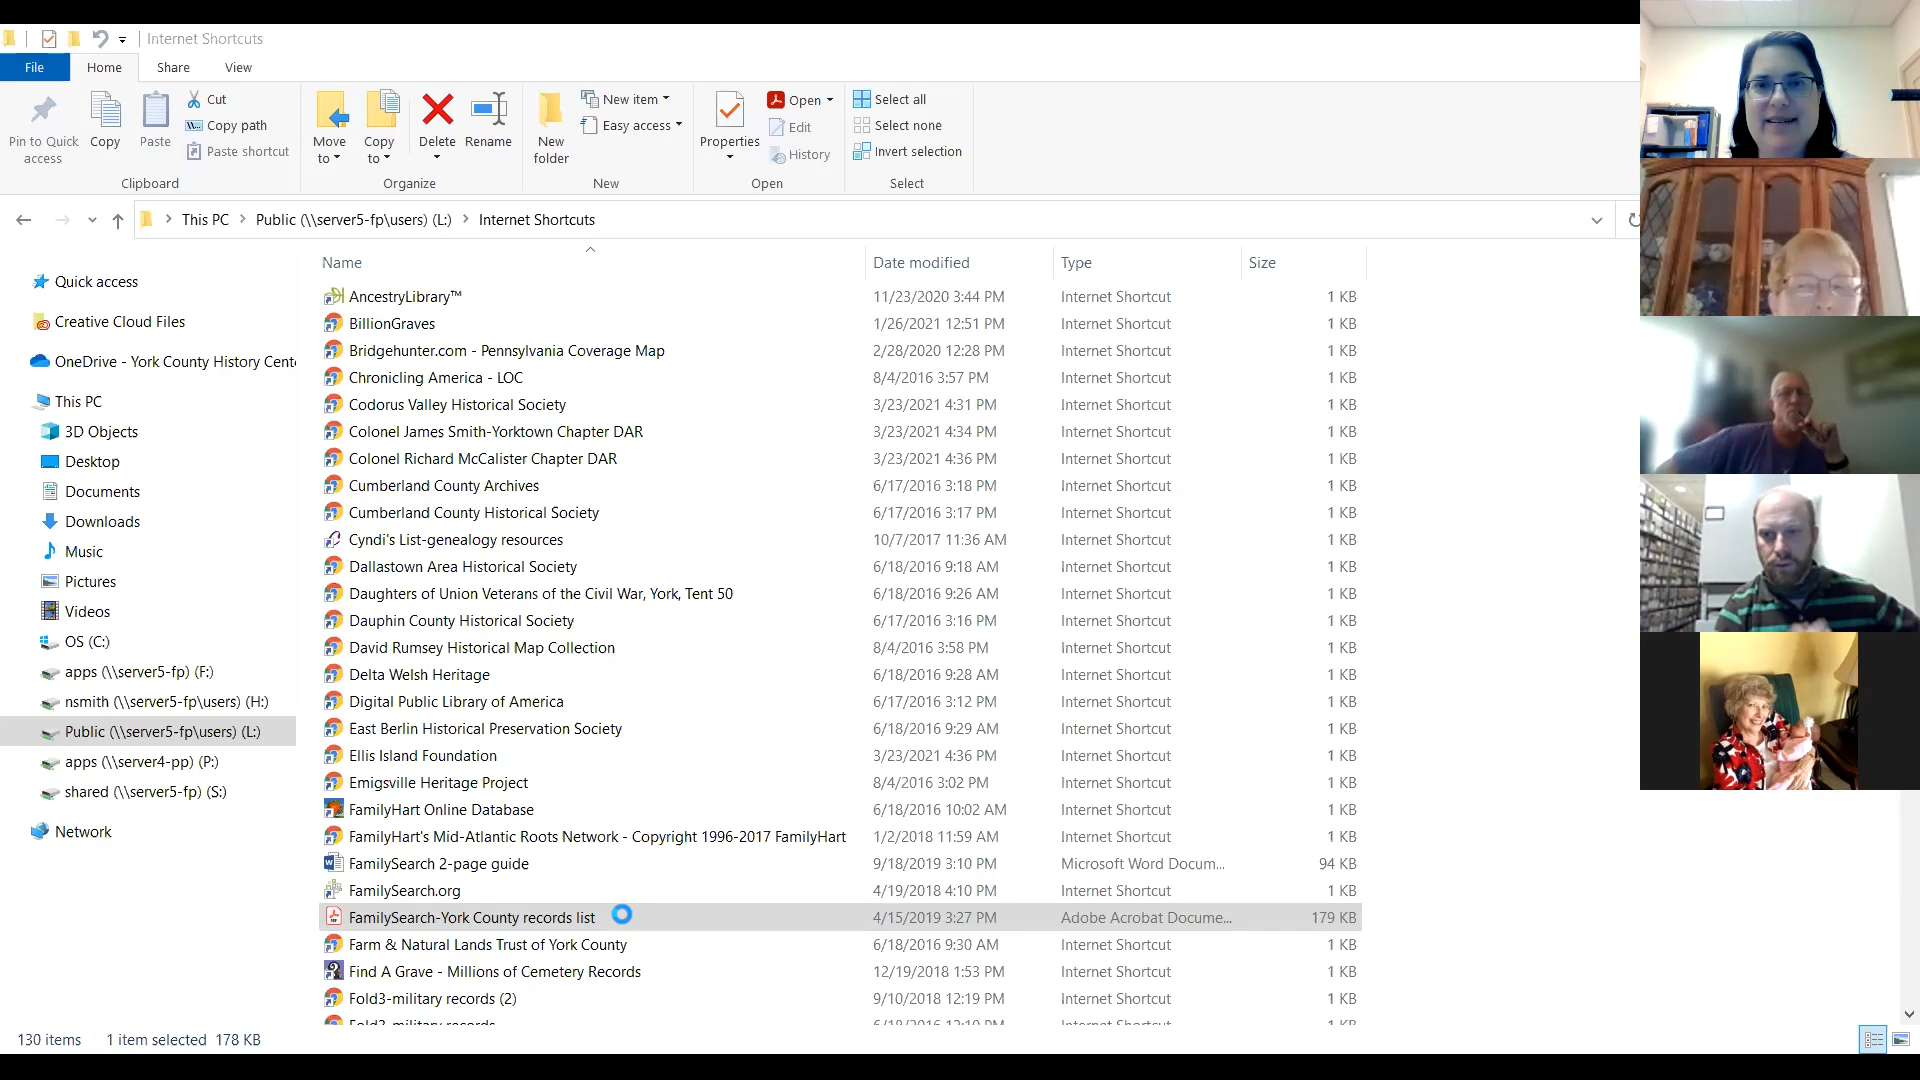 Internet Shortcuts
File Home Share View
Pin to Quick access
Copy
Paste
Cut
Copy path
Paste shortcut
Clipboard
Move to
Copy to
Delete
Rename
Organize
New folder
New item
Easy access
New
Properties
Open
Edit
History
Open
Select all
Select none
Invert selection
Select
This PC Public (\\server5-fp\users) (L:) Internet Shortcuts
Quick access
Creative Cloud Files
OneDrive - York County History Cente
This PC
3D Objects
Desktop
Documents
Downloads
Music
Pictures
Videos
OS (C:)
apps (\\server5-fp) (F:)
nsmith (\\server5-fp\users) (H:)
Public (\\server5-fp\users) (L:)
apps (\\server4-pp) (P:)
shared (\\server5-fp) (S:)
Network
Name Date modified Type Size
AncestryLibrary™ 11/23/2020 3:44 PM Internet Shortcut 1 KB
BillionGraves 1/26/2021 12:51 PM Internet Shortcut 1 KB
Bridgehunter.com - Pennsylvania Coverage Map 2/28/2020 12:28 PM Internet Shortcut 1 KB
Chronicling America - LOC 8/4/2016 3:57 PM Internet Shortcut 1 KB
Codorus Valley Historical Society 3/23/2021 4:31 PM Internet Shortcut 1 KB
Colonel James Smith-Yorktown Chapter DAR 3/23/2021 4:34 PM Internet Shortcut 1 KB
Colonel Richard McCalister Chapter DAR 3/23/2021 4:36 PM Internet Shortcut 1 KB
Cumberland County Archives 6/17/2016 3:18 PM Internet Shortcut 1 KB
Cumberland County Historical Society 6/17/2016 3:17 PM Internet Shortcut 1 KB
Cyndi's List-genealogy resources 10/7/2017 11:36 AM Internet Shortcut 1 KB
Dallastown Area Historical Society 6/18/2016 9:18 AM Internet Shortcut 1 KB
Daughters of Union Veterans of the Civil War, York, Tent 50 6/18/2016 9:26 AM Internet Shortcut 1 KB
Dauphin County Historical Society 6/17/2016 3:16 PM Internet Shortcut 1 KB
David Rumsey Historical Map Collection 8/4/2016 3:58 PM Internet Shortcut 1 KB
Delta Welsh Heritage 6/18/2016 9:28 AM Internet Shortcut 1 KB
Digital Public Library of America 6/17/2016 3:12 PM Internet Shortcut 1 KB
East Berlin Historical Preservation Society 6/18/2016 9:29 AM Internet Shortcut 1 KB
Ellis Island Foundation 3/23/2021 4:36 PM Internet Shortcut 1 KB
Emigsville Heritage Project 8/4/2016 3:02 PM Internet Shortcut 1 KB
FamilyHart Online Database 6/18/2016 10:02 AM Internet Shortcut 1 KB
FamilyHart's Mid-Atlantic Roots Network - Copyright 1996-2017 FamilyHart 1/2/2018 11:59 AM Internet Shortcut 1 KB
FamilySearch 2-page guide 9/18/2019 3:10 PM Microsoft Word Docum... 94 KB
FamilySearch.org 4/19/2018 4:10 PM Internet Shortcut 1 KB
FamilySearch-York County records list 4/15/2019 3:27 PM Adobe Acrobat Docume... 179 KB
Farm & Natural Lands Trust of York County 6/18/2016 9:30 AM Internet Shortcut 1 KB
Find A Grave - Millions of Cemetery Records 12/19/2018 1:53 PM Internet Shortcut 1 KB
Fold3-military records (2) 9/10/2018 12:19 PM Internet Shortcut 1 KB
Fold3-military records 6/18/2016 12:10 PM Internet Shortcut 1 KB
130 items 1 item selected 178 KB